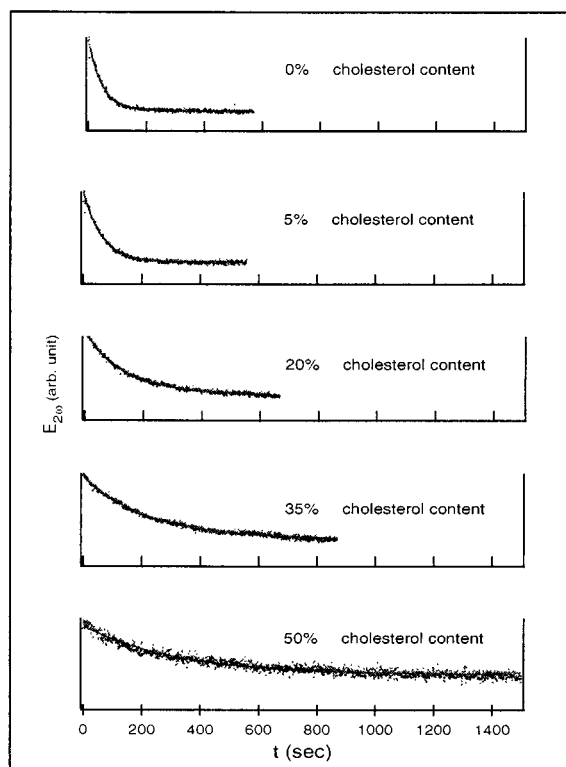 0% cholesterol content
5% cholesterol content
20% cholesterol content
35% cholesterol content
50% cholesterol content
E2ω (arb. unit)
0 200 400 600 800 1000 1200 1400
t (sec)